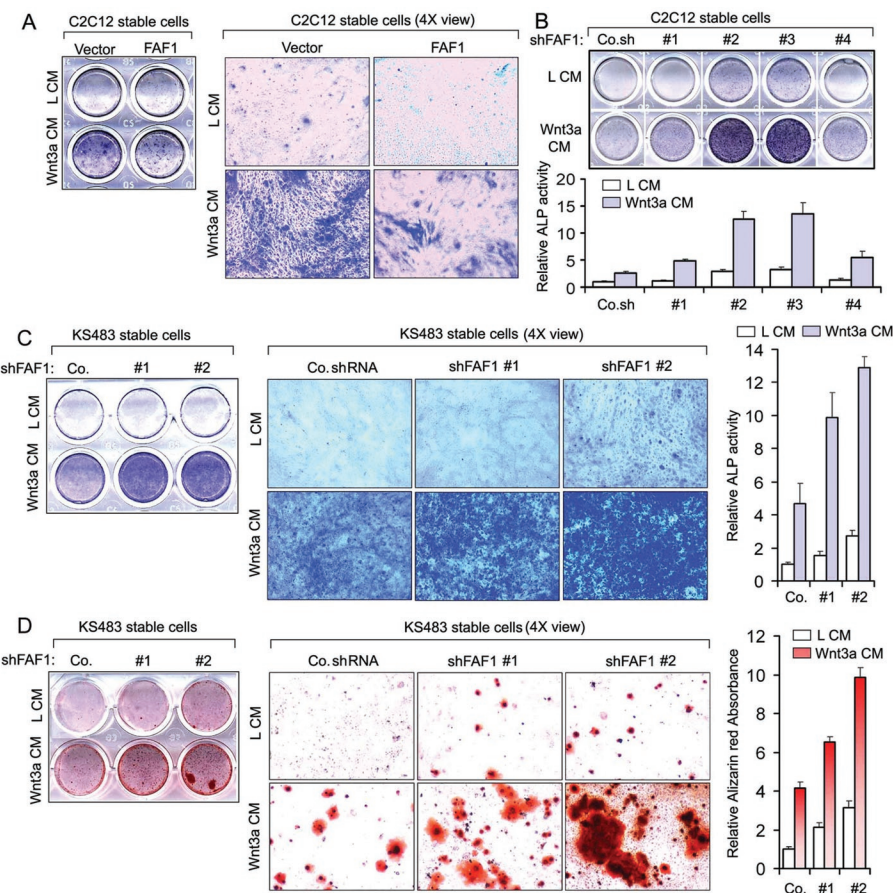 A
C2C12 stable cells
Vector FAF1
L CM
Wnt3a CM
C2C12 stable cells (4X view)
Vector FAF1
L CM
Wnt3a CM
B
C2C12 stable cells
shFAF1: Co.sh #1 #2 #3 #4
L CM
Wnt3a
CM
Relative ALP activity
20
15
10
5
0
L CM
Wnt3a CM
Co.sh #1 #2 #3 #4
C
KS483 stable cells
shFAF1: Co. #1 #2
L CM
Wnt3a CM
KS483 stable cells (4X view)
Co.shRNA shFAF1 #1 shFAF1 #2
L CM
Wnt3a CM
L CM Wnt3a CM
Relative ALP activity
14
12
10
8
6
4
2
0
Co. #1 #2
D
KS483 stable cells
shFAF1: Co. #1 #2
L CM
Wnt3a CM
KS483 stable cells (4X view)
Co.shRNA shFAF1 #1 shFAF1 #2
L CM
Wnt3a CM
Relative Alizarin red Absorbance
12
10
8
6
4
2
0
L CM
Wnt3a CM
Co. #1 #2